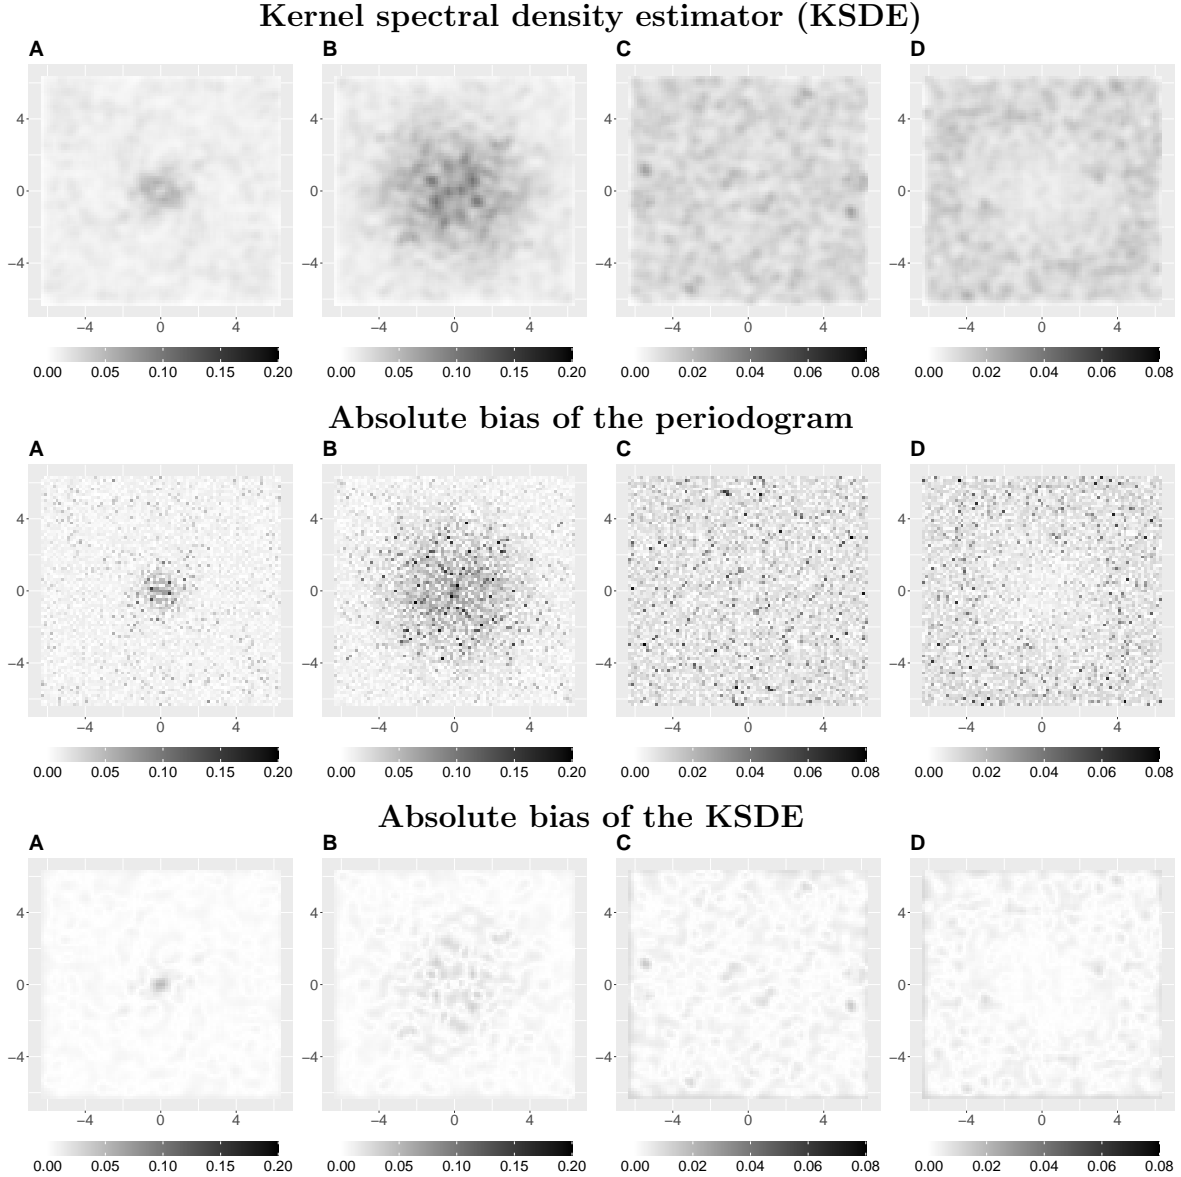 Kernel spectral density estimator (KSDE)
A B C D
4 4 4 4
0 0 0 0
−4 −4 −4 −4
−4 0 4 −4 0 4 −4 0 4 −4 0 4
0.00 0.05 0.10 0.15 0.20 0.00 0.05 0.10 0.15 0.20 0.00 0.02 0.04 0.06 0.08 0.00 0.02 0.04 0.06 0.08
Absolute bias of the periodogram
A B C D
4 4 4 4
0 0 0 0
−4 −4 −4 −4
−4 0 4 −4 0 4 −4 0 4 −4 0 4
0.00 0.05 0.10 0.15 0.20 0.00 0.05 0.10 0.15 0.20 0.00 0.02 0.04 0.06 0.08 0.00 0.02 0.04 0.06 0.08
Absolute bias of the KSDE
A B C D
4 4 4 4
0 0 0 0
−4 −4 −4 −4
−4 0 4 −4 0 4 −4 0 4 −4 0 4
0.00 0.05 0.10 0.15 0.20 0.00 0.05 0.10 0.15 0.20 0.00 0.02 0.04 0.06 0.08 0.00 0.02 0.04 0.06 0.08